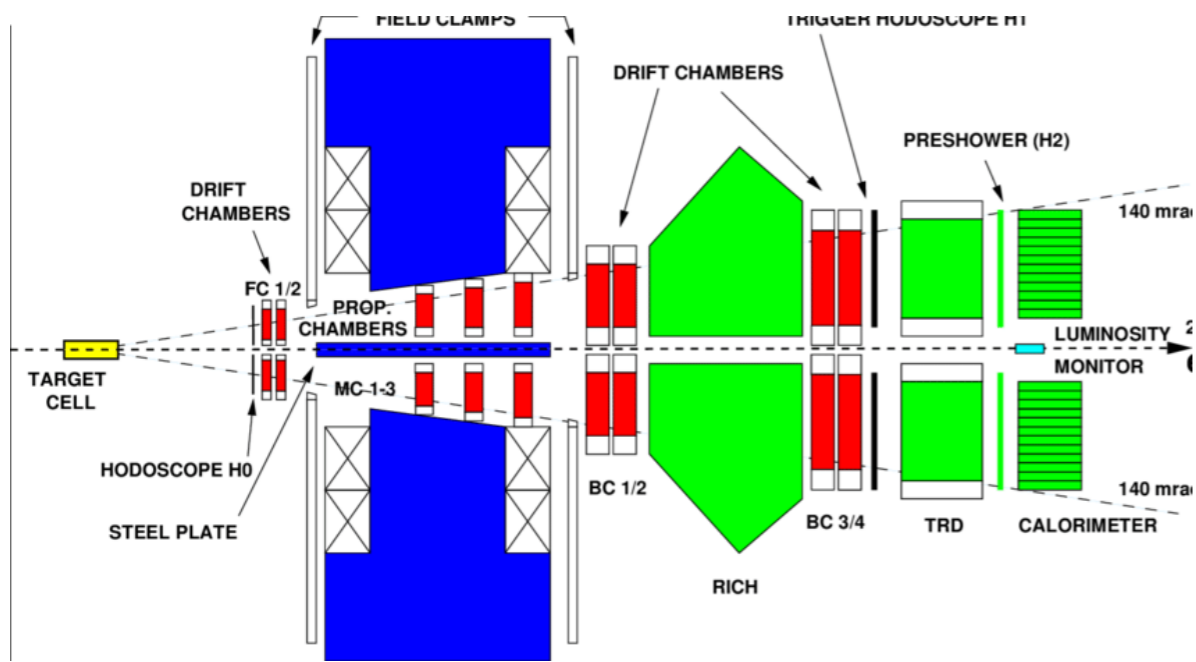 FIELD CLAMPS
TRIGGER HODOSCOPE H1
DRIFT CHAMBERS
PRESHOWER (H2)
DRIFT
CHAMBERS
140 mrad
FC 1/2
PROP.
CHAMBERS
LUMINOSITY
MONITOR
TARGET
CELL
MC 1-3
HODOSCOPE H0
STEEL PLATE
BC 1/2
BC 3/4
TRD
CALORIMETER
140 mrad
RICH